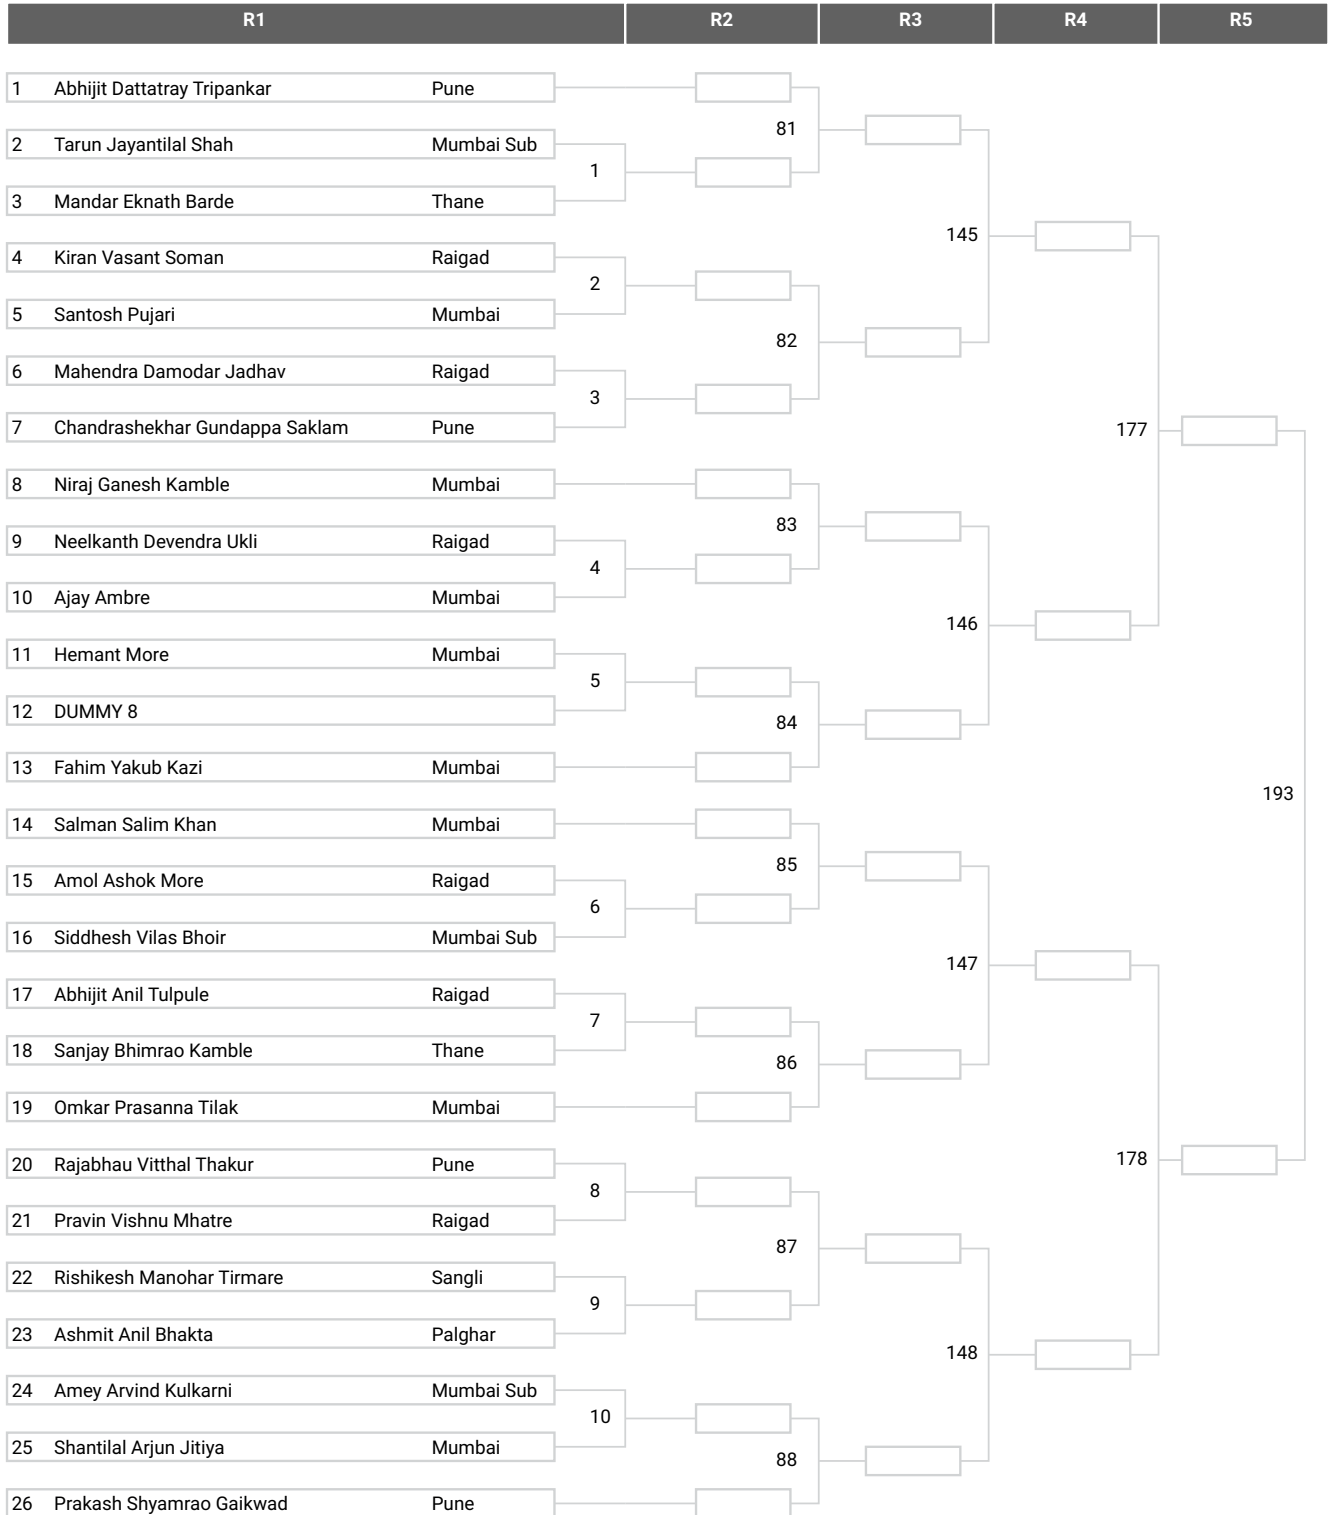 R1 R2 R3 R4 R5
1 Abhijit Dattatray Tripankar Pune
81
2 Tarun Jayantilal Shah Mumbai Sub
1
3 Mandar Eknath Barde Thane
145
4 Kiran Vasant Soman Raigad
2
5 Santosh Pujari Mumbai
82
6 Mahendra Damodar Jadhav Raigad
3
7 Chandrashekhar Gundappa Saklam Pune
177
8 Niraj Ganesh Kamble Mumbai
83
9 Neelkanth Devendra Ukli Raigad
4
10 Ajay Ambre Mumbai
146
11 Hemant More Mumbai
5
12 DUMMY 8
84
13 Fahim Yakub Kazi Mumbai
193
14 Salman Salim Khan Mumbai
85
15 Amol Ashok More Raigad
6
16 Siddhesh Vilas Bhoir Mumbai Sub
147
17 Abhijit Anil Tulpule Raigad
7
18 Sanjay Bhimrao Kamble Thane
86
19 Omkar Prasanna Tilak Mumbai
178
20 Rajabhau Vitthal Thakur Pune
8
21 Pravin Vishnu Mhatre Raigad
87
22 Rishikesh Manohar Tirmare Sangli
9
23 Ashmit Anil Bhakta Palghar
148
24 Amey Arvind Kulkarni Mumbai Sub
10
25 Shantilal Arjun Jitiya Mumbai
88
26 Prakash Shyamrao Gaikwad Pune